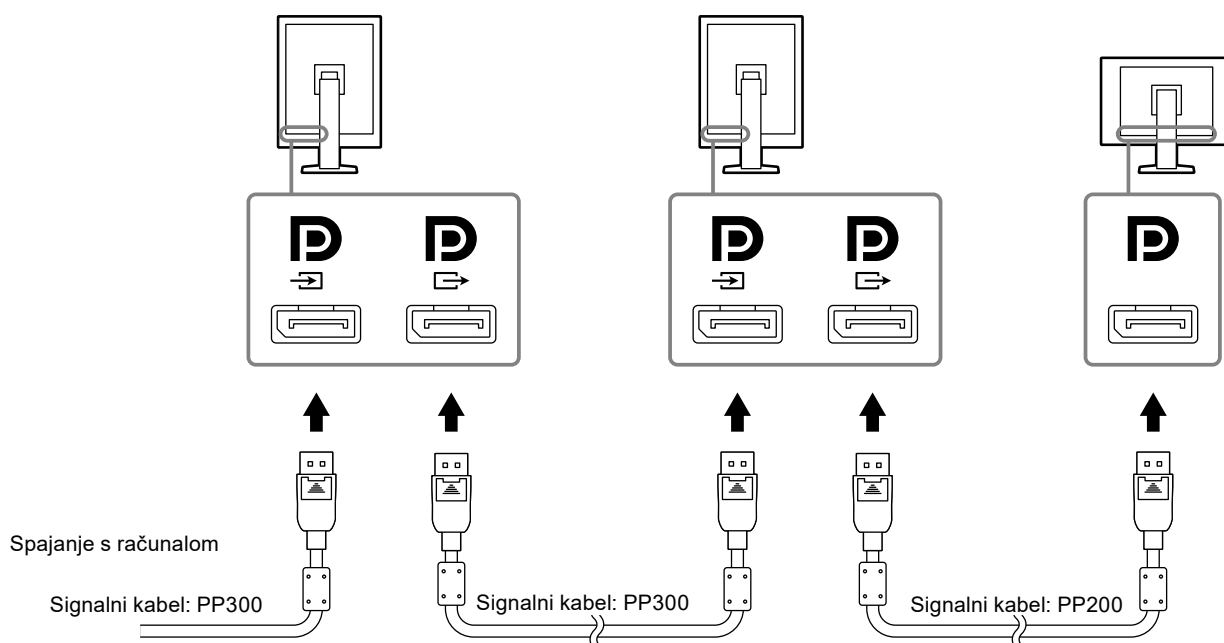 Spajanje s računalom
Signalni kabel: PP300
Signalni kabel: PP300
Signalni kabel: PP200